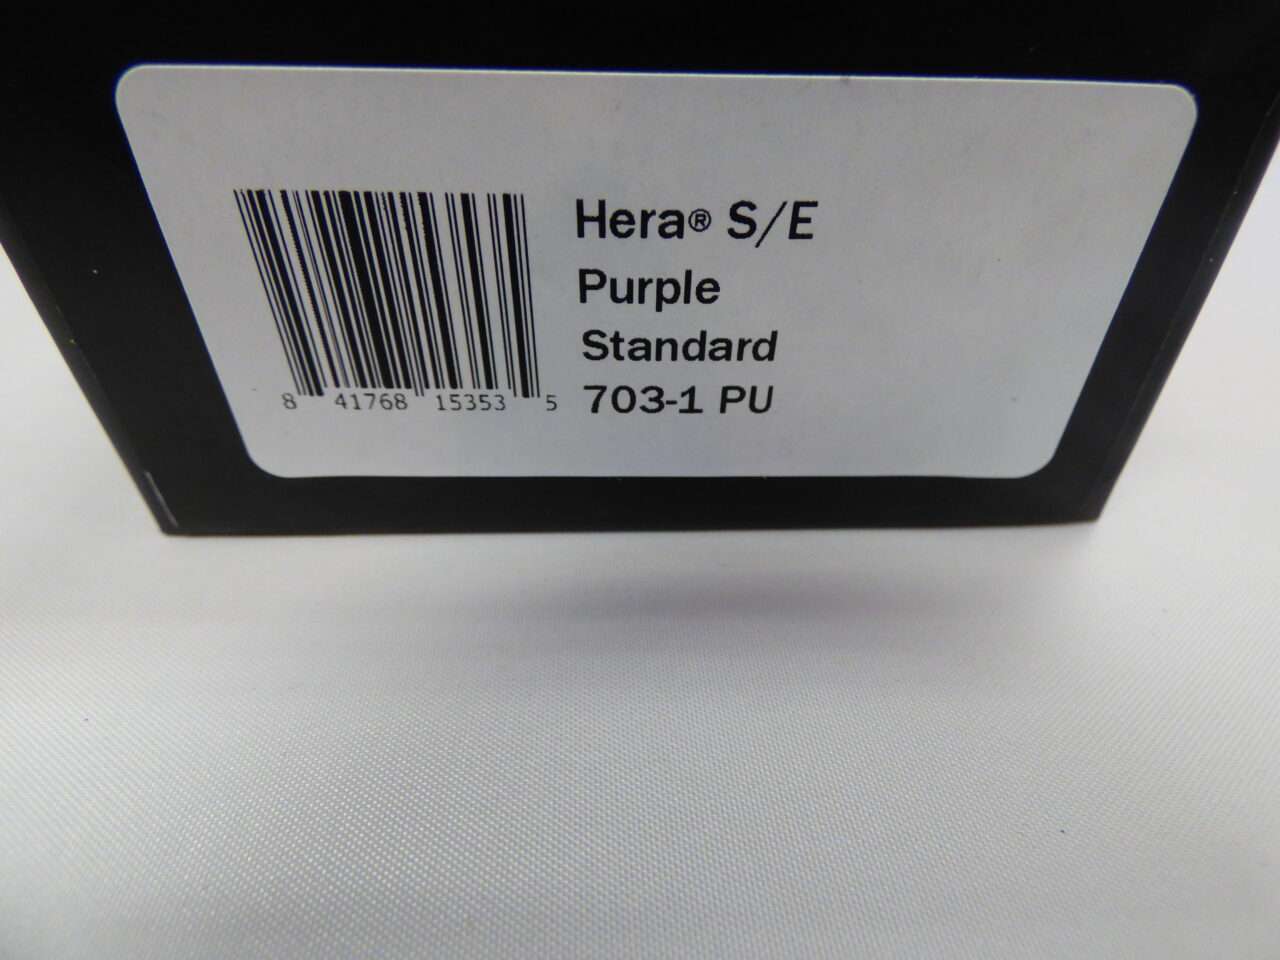 Hera® S/E
Purple
Standard
703-1 PU
8 41768 15353 5